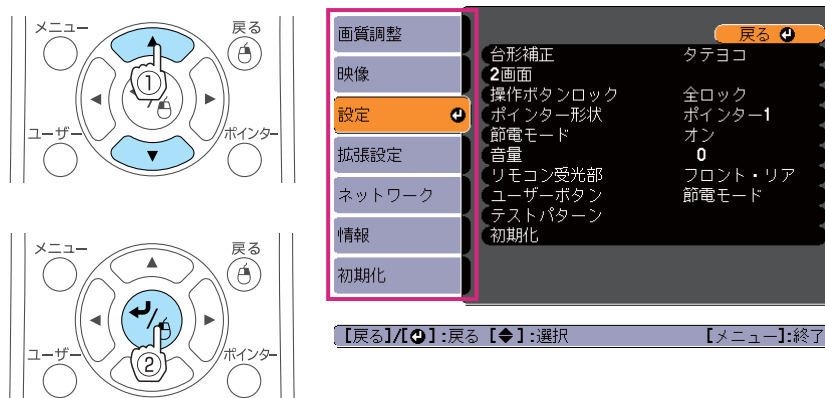 メニュー
戻る
①
ユーザー
ポインター
メニュー
戻る
ユーザー
②
ポインター
画質調整
映像
設定
拡張設定
ネットワーク
情報
初期化
戻る
台形補正 タテヨコ
2画面
操作ボタンロック 全ロック
ポインター形状 ポインター1
節電モード オン
音量 0
リモコン受光部 フロント・リア
ユーザーボタン 節電モード
テストパターン
初期化
[戻る]/[⏎]:戻る [◆]:選択 [メニュー]:終了